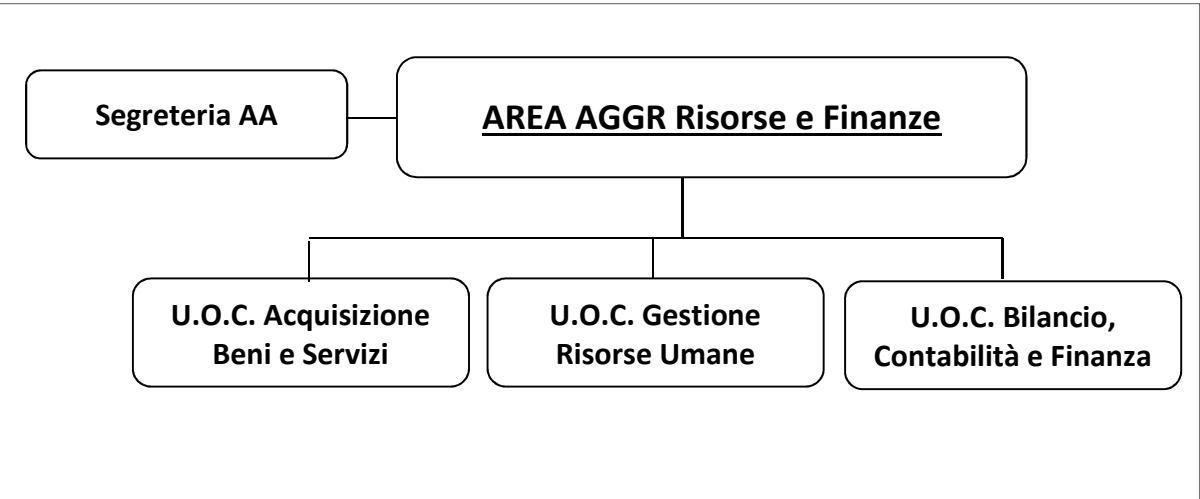 Segreteria AA
AREA AGGR Risorse e Finanze
U.O.C. Acquisizione
Beni e Servizi
U.O.C. Gestione
Risorse Umane
U.O.C. Bilancio,
Contabilità e Finanza